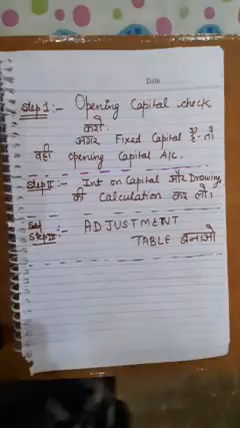 Date
Step 1:- Opening Capital check
करो.
अगर Fixed Capital है. तो
वही opening Capital A/c.
Step II:- Int on Capital और Drawing
की Calculation कर लो।
Step III:- ADJUSTMENT
TABLE बनाओ